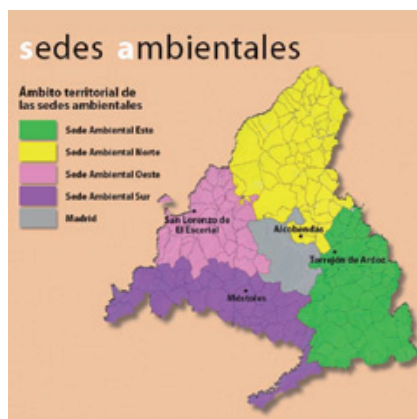 sedes ambientales
Ámbito territorial de
las sedes ambientales
Sede Ambiental Este
Sede Ambiental Norte
Sede Ambiental Oeste
Sede Ambiental Sur
Madrid
San Lorenzo de
El Escorial
Alcobendas
Torrejón de Ardoz
Móstoles